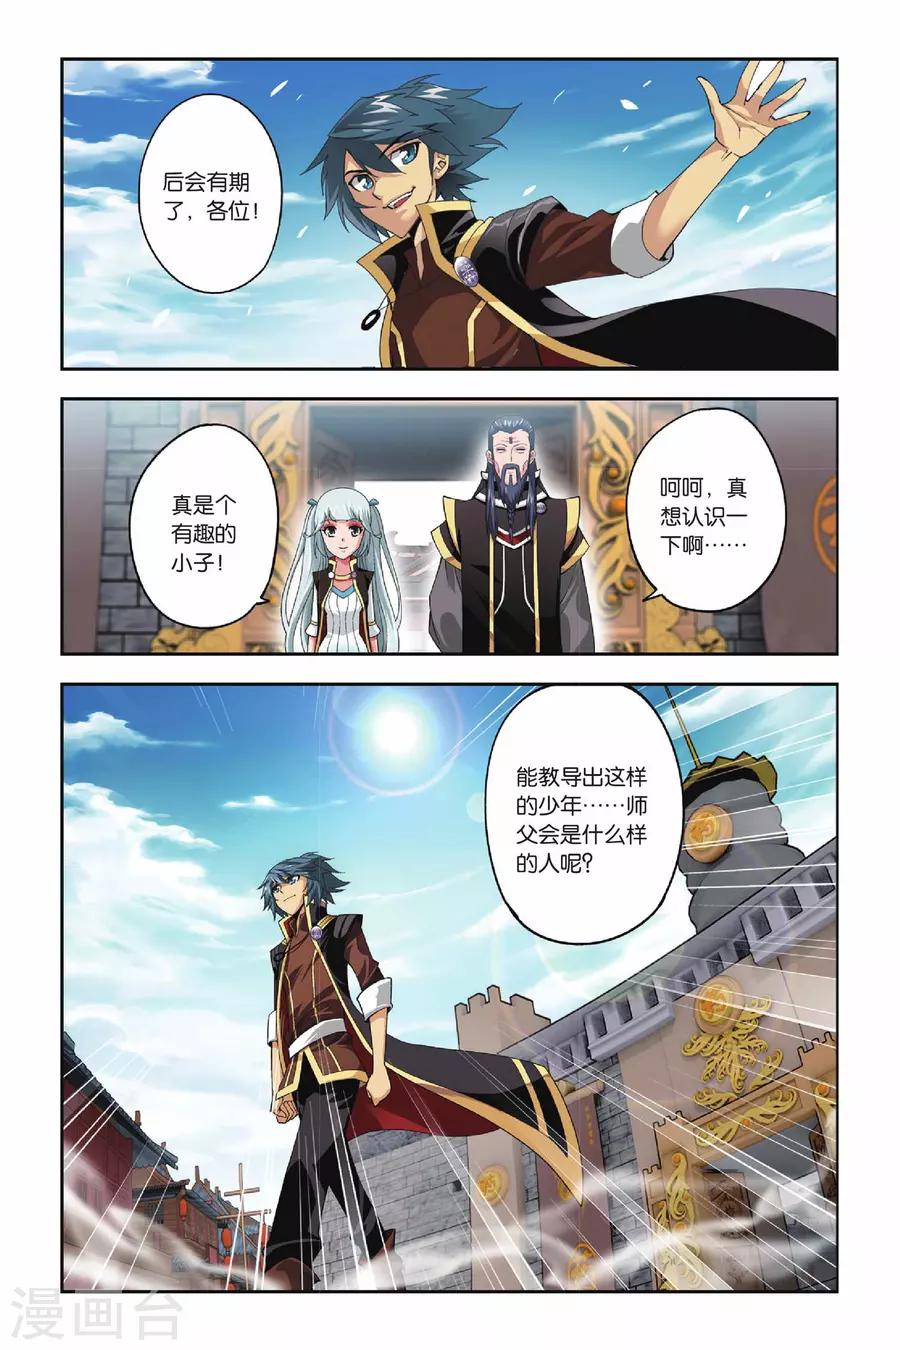 后会有期
了，各位！
真是个
有趣的
小子！
呵呵，真
想认识一
下啊……
能教导出这样
的少年……师
父会是什么样
的人呢？
漫画台